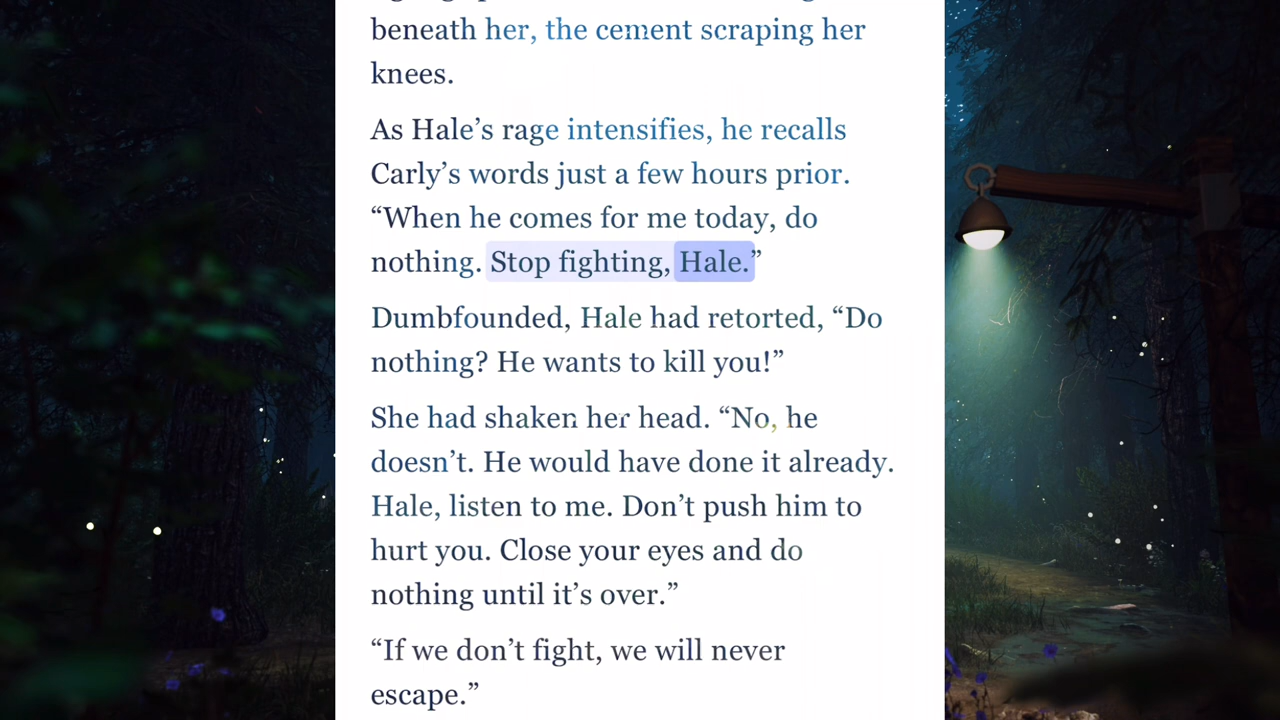 beneath her, the cement scraping her
knees.
As Hale’s rage intensifies, he recalls
Carly’s words just a few hours prior.
“When he comes for me today, do
nothing. Stop fighting, Hale.”
Dumbfounded, Hale had retorted, “Do
nothing? He wants to kill you!”
She had shaken her head. “No, he
doesn’t. He would have done it already.
Hale, listen to me. Don’t push him to
hurt you. Close your eyes and do
nothing until it’s over.”
“If we don’t fight, we will never
escape.”